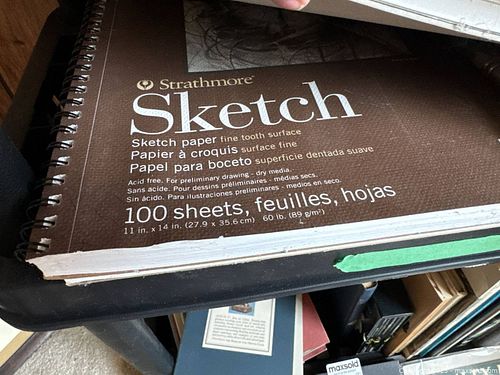 Strathmore
Sketch
Sketch paper fine tooth surface
Papier à croquis surface fine
Papel para boceto superficie dentada suave
Acid free. For preliminary drawing - dry media.
Sans acide. Pour dessins préliminaires - médias secs.
Sin ácido. Para ilustraciones preliminares - medios en seco.
100 sheets, feuilles, hojas
11 in. x 14 in. (27.9 x 35.6 cm) 60 lb. (89 g/m²)
maxsold